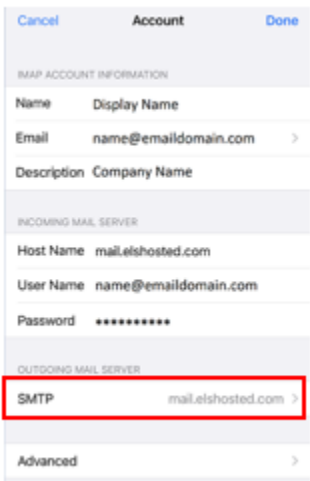 Cancel Account Done
IMAP ACCOUNT INFORMATION
Name Display Name
Email name@emaildomain.com
Description Company Name
INCOMING MAIL SERVER
Host Name mail.elshosted.com
User Name name@emaildomain.com
Password ••••••••••
OUTGOING MAIL SERVER
SMTP mail.elshosted.com
Advanced